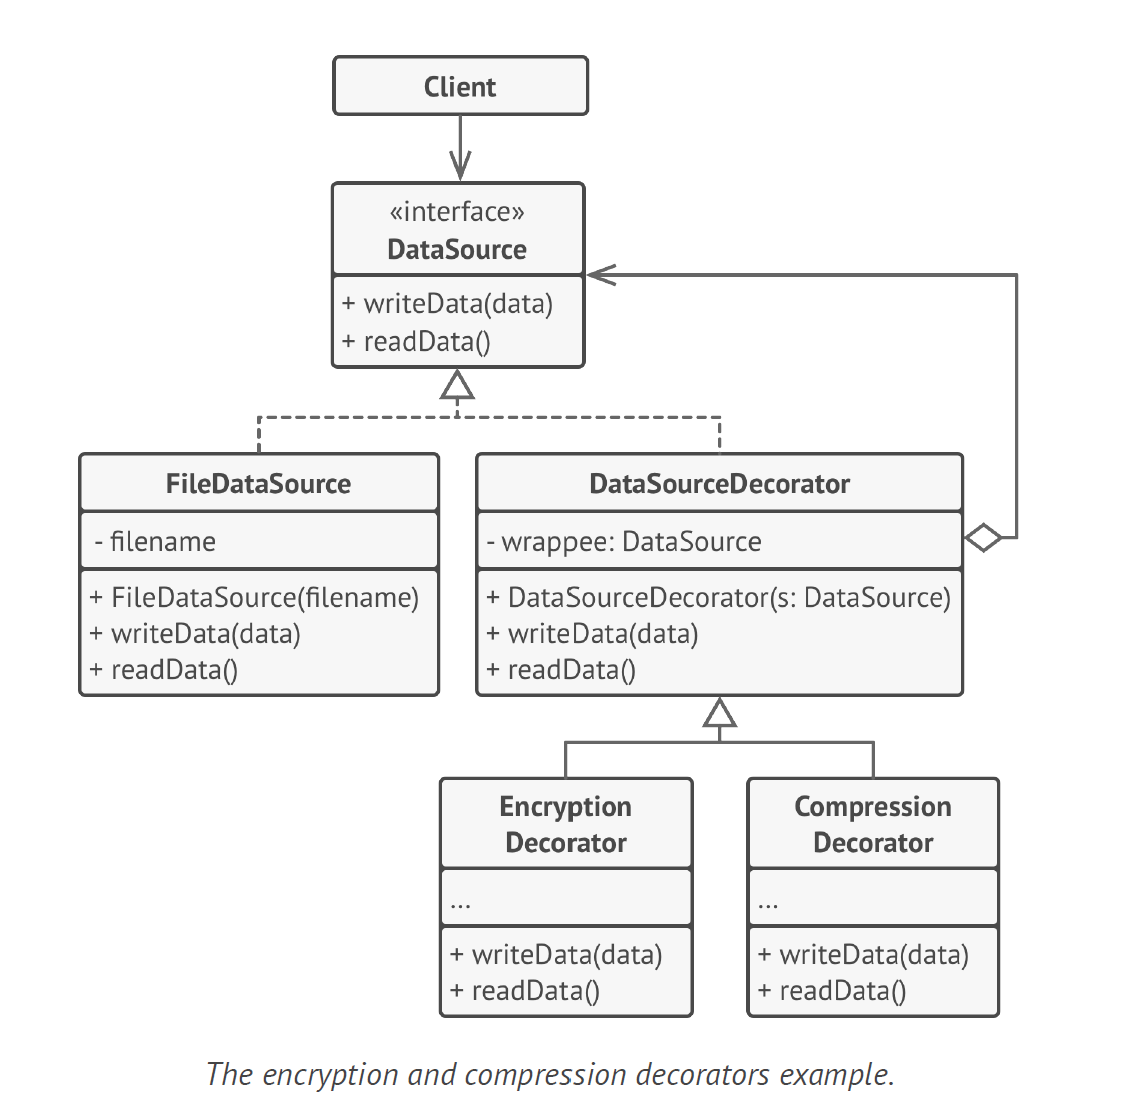 Client
«interface»
DataSource
+ writeData(data)
+ readData()
FileDataSource
- filename
+ FileDataSource(filename)
+ writeData(data)
+ readData()
DataSourceDecorator
- wrappee: DataSource
+ DataSourceDecorator(s: DataSource)
+ writeData(data)
+ readData()
Encryption
Decorator
...
+ writeData(data)
+ readData()
Compression
Decorator
...
+ writeData(data)
+ readData()
The encryption and compression decorators example.